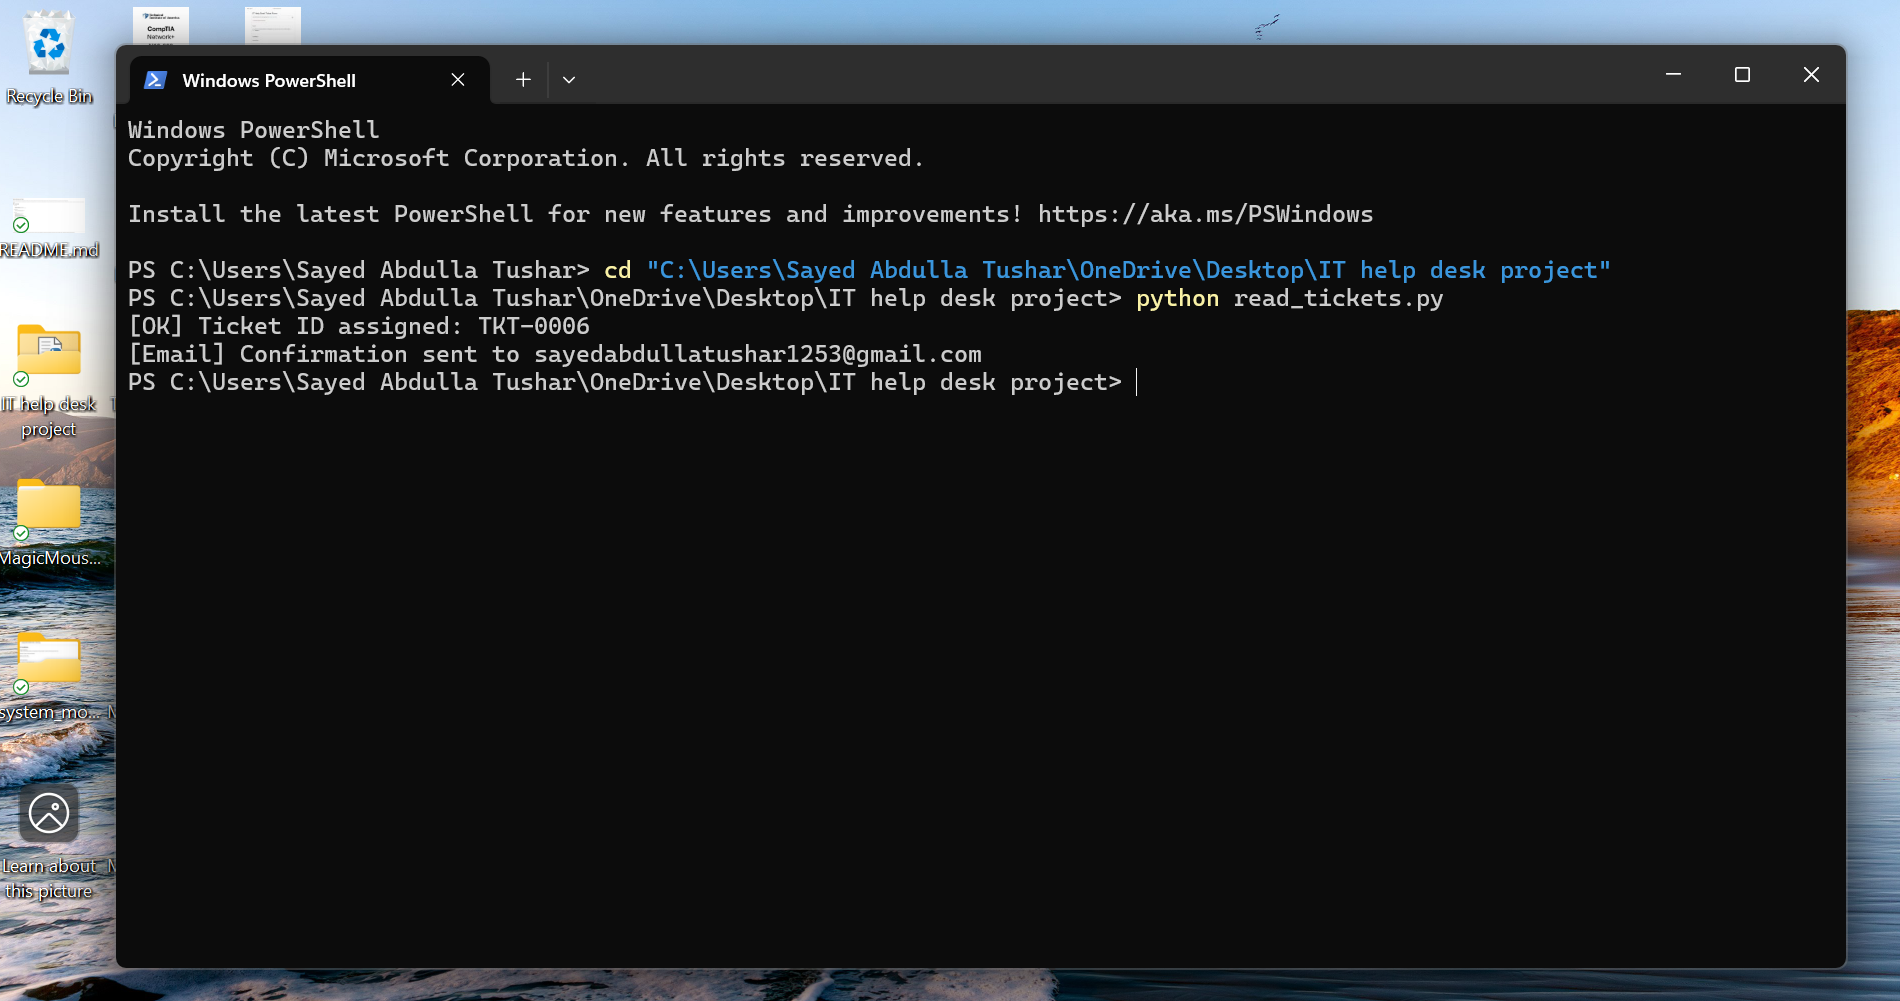 CompTIA
Network+
Recycle Bin
README.md
IT help desk
project
MagicMous...
system_mo...
Learn about
this picture
Windows PowerShell
Windows PowerShell
Copyright (C) Microsoft Corporation. All rights reserved.
Install the latest PowerShell for new features and improvements! https://aka.ms/PSWindows
PS C:\Users\Sayed Abdulla Tushar> cd "C:\Users\Sayed Abdulla Tushar\OneDrive\Desktop\IT help desk project"
PS C:\Users\Sayed Abdulla Tushar\OneDrive\Desktop\IT help desk project> python read_tickets.py
[OK] Ticket ID assigned: TKT-0006
[Email] Confirmation sent to sayedabdullatushar1253@gmail.com
PS C:\Users\Sayed Abdulla Tushar\OneDrive\Desktop\IT help desk project>